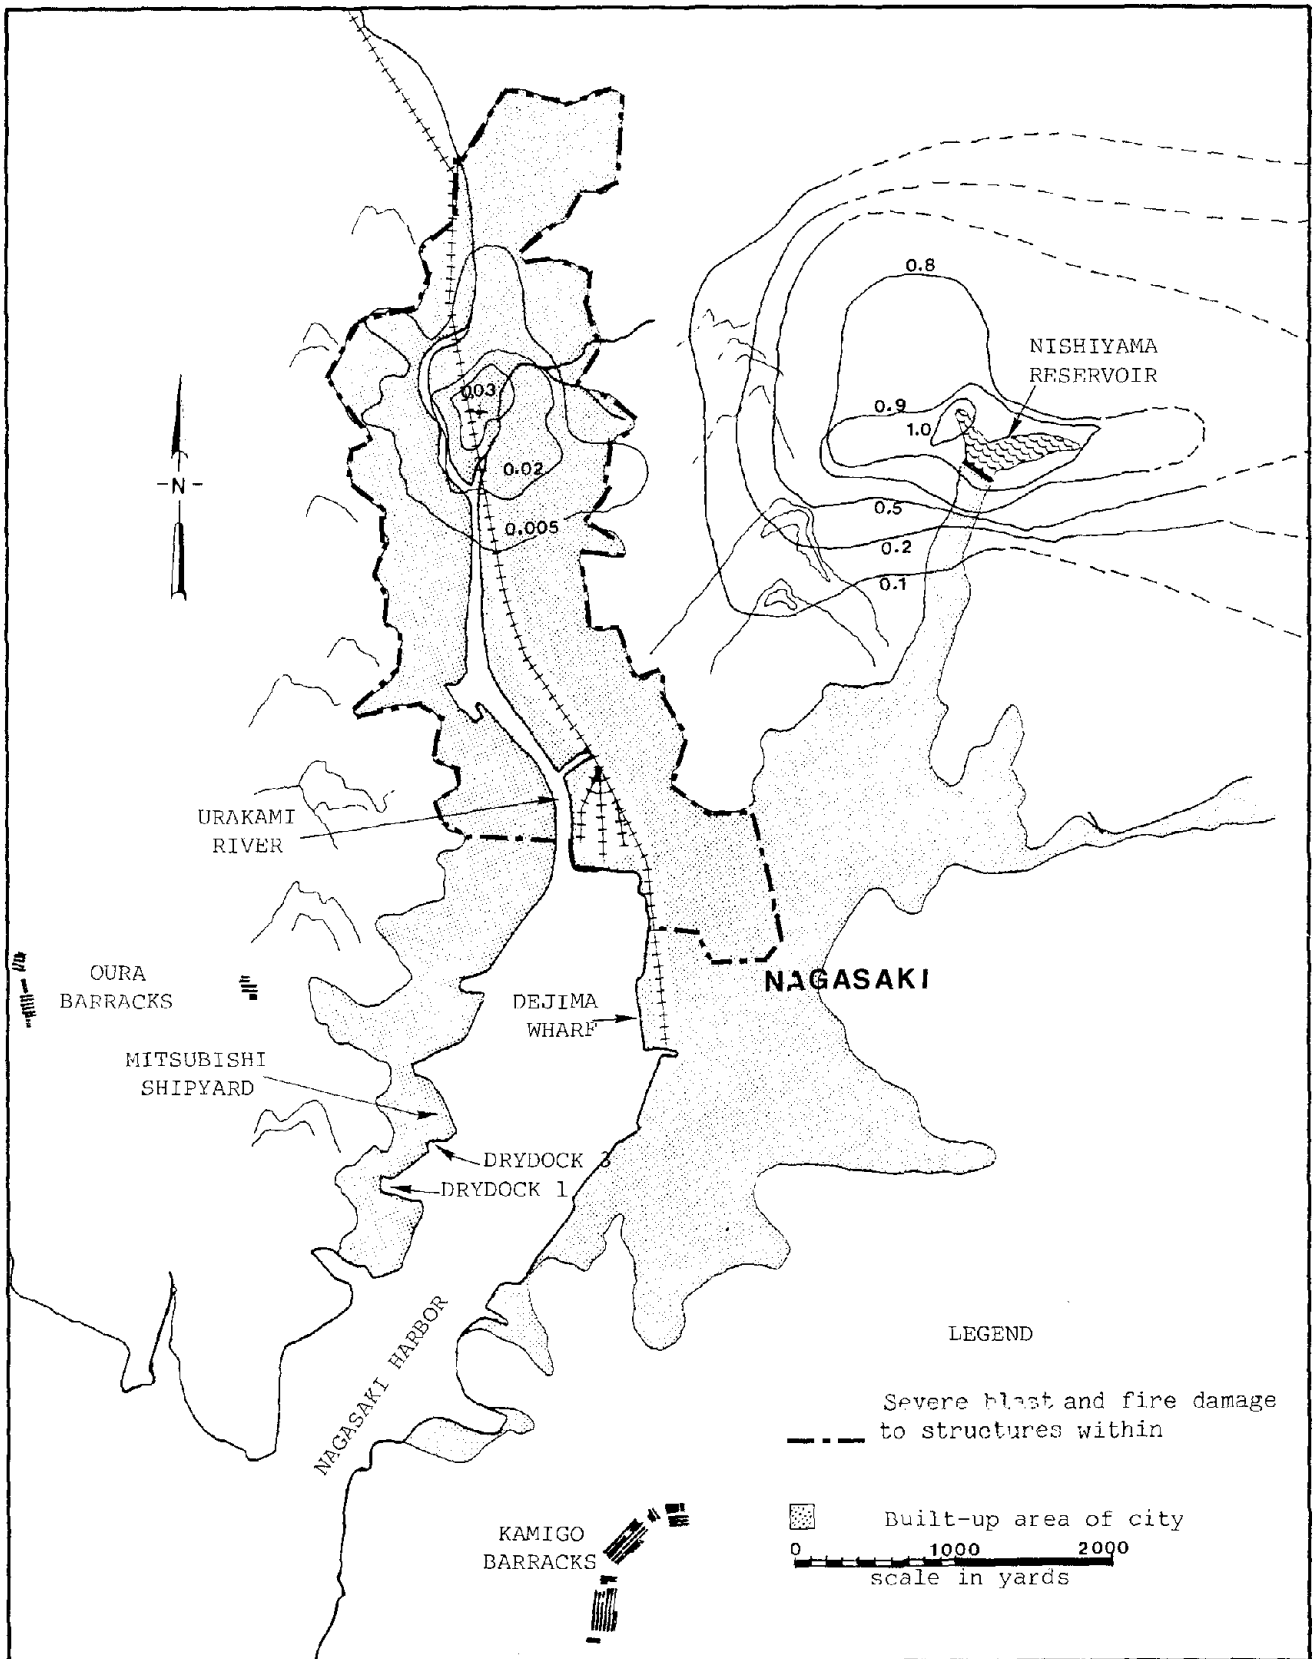 0.8
NISHIYAMA
RESERVOIR
0.9
1.0
0.03
0.02
0.5
0.005
0.2
0.1
-N-
URAKAMI
RIVER
OURA
BARRACKS
NAGASAKI
DEJIMA
WHARF
MITSUBISHI
SHIPYARD
DRYDOCK 3
DRYDOCK 1
NAGASAKI HARBOR
LEGEND
Severe blast and fire damage
to structures within
Built-up area of city
0 1000 2000
scale in yards
KAMIGO
BARRACKS